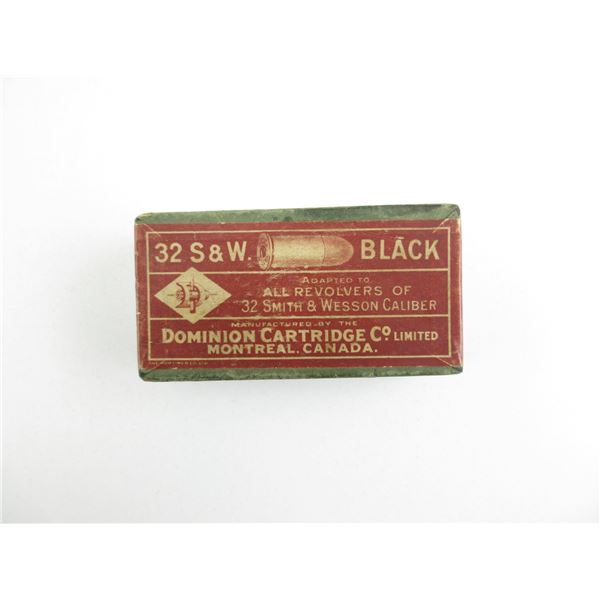 32 S & W. BLACK
ADAPTED TO
ALL REVOLVERS OF
32 SMITH & WESSON CALIBER
MANUFACTURED BY THE
DOMINION CARTRIDGE Co. LIMITED
MONTREAL, CANADA.